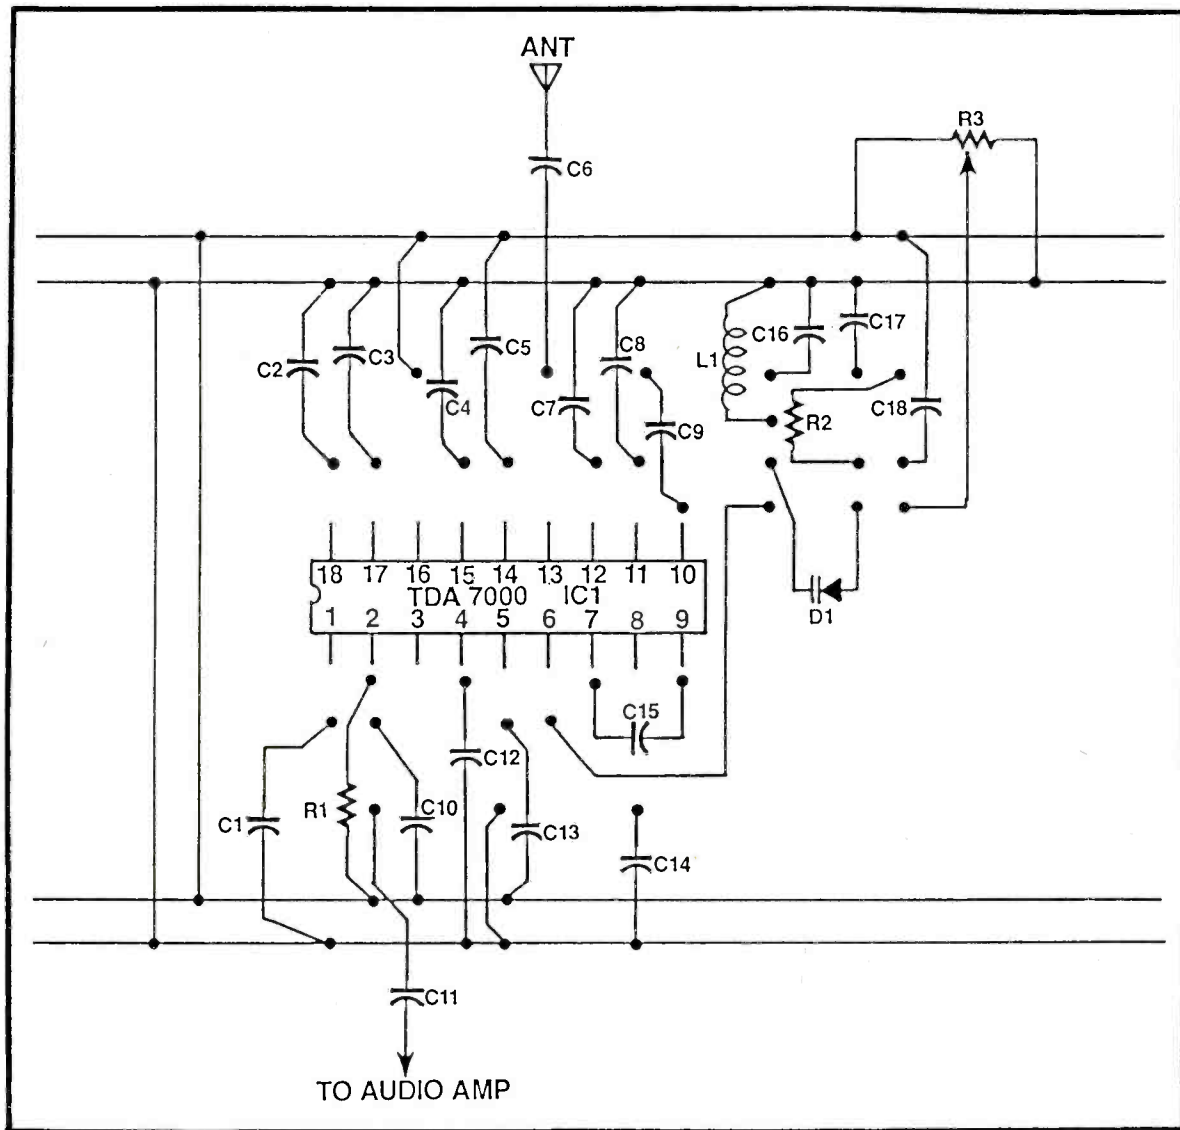 ANT
R3
C6
C2
C3
C4
C5
C7
C8
C9
L1
C16
C17
R2
C18
18 17 16 15 14 13 12 11 10
TDA 7000 IC1
1 2 3 4 5 6 7 8 9
D1
C15
C12
C1
R1
C10
C13
C14
C11
TO AUDIO AMP